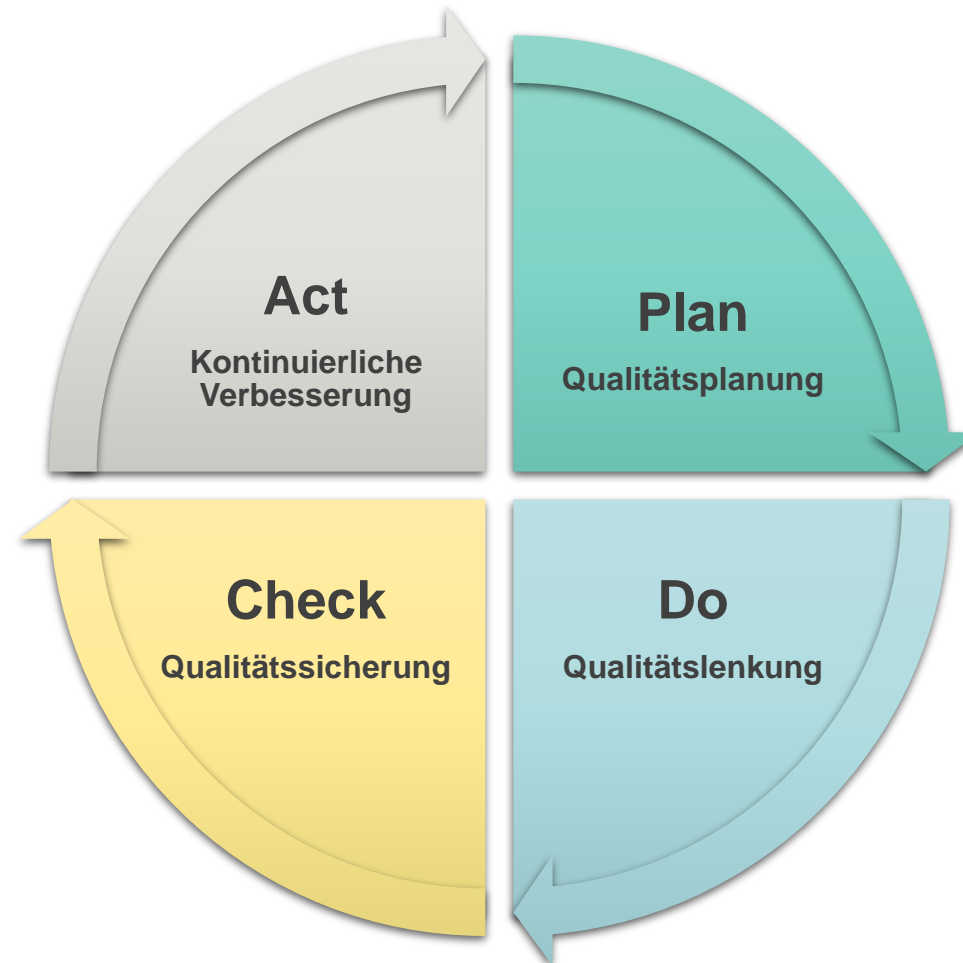 Act
Kontinuierliche
Verbesserung
Plan
Qualitätsplanung
Check
Qualitätssicherung
Do
Qualitätslenkung